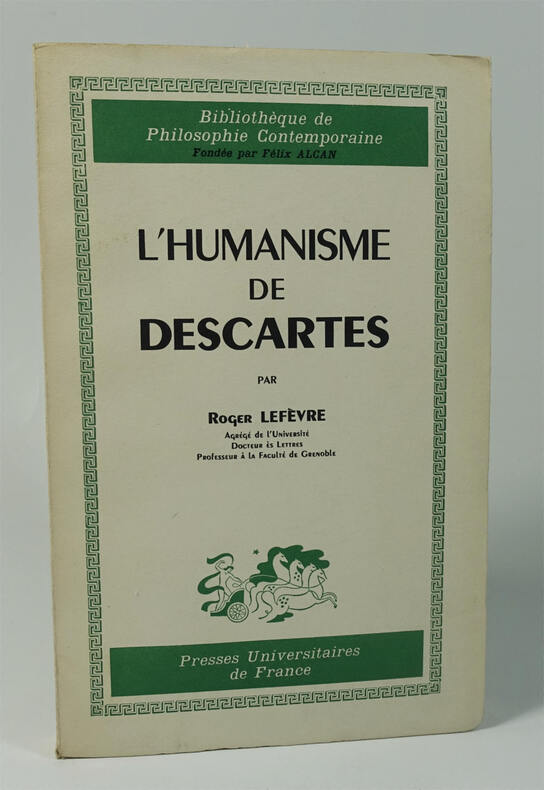 Bibliothèque de
Philosophie Contemporaine
Fondée par Félix ALCAN
L'HUMANISME
DE
DESCARTES
PAR
Roger LEFÈVRE
Agrégé de l'Université
Docteur ès Lettres
Professeur à la Faculté de Grenoble
Presses Universitaires
de France